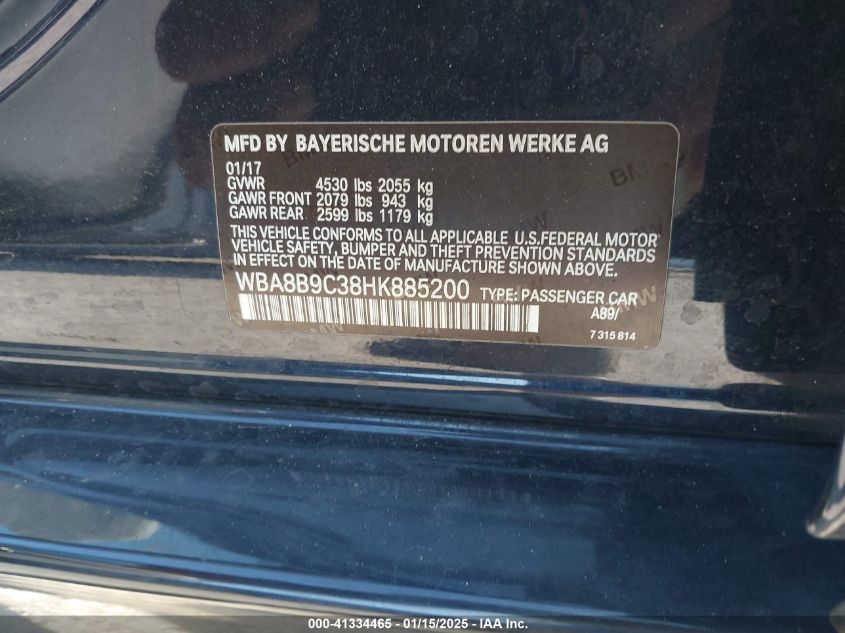 MFD BY BAYERISCHE MOTOREN WERKE AG
01/17
GVWR 4530 lbs 2055 kg
GAWR FRONT 2079 lbs 943 kg
GAWR REAR 2599 lbs 1179 kg
THIS VEHICLE CONFORMS TO ALL APPLICABLE U.S.FEDERAL MOTOR
VEHICLE SAFETY, BUMPER AND THEFT PREVENTION STANDARDS
IN EFFECT ON THE DATE OF MANUFACTURE SHOWN ABOVE.
WBA8B9C38HK885200 TYPE: PASSENGER CAR
A89/
7 315 814
000-41334465 - 01/15/2025 - IAA Inc.